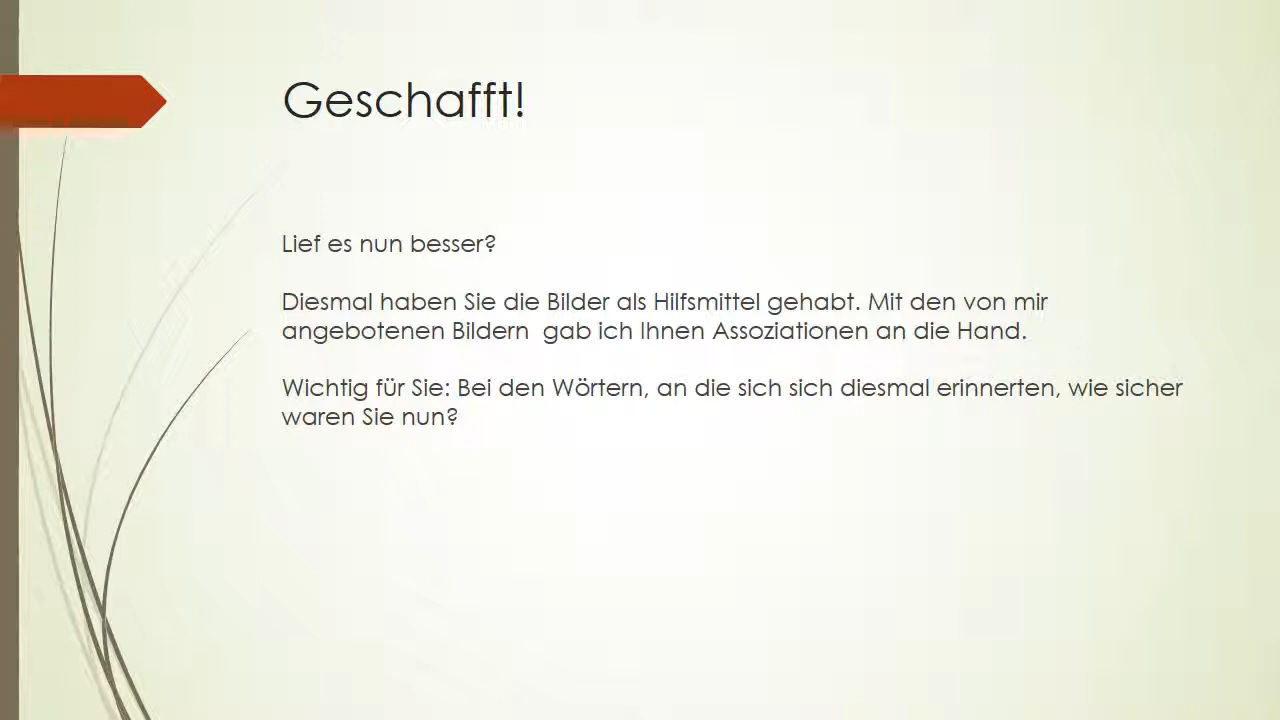 Geschafft!
Lief es nun besser?
Diesmal haben Sie die Bilder als Hilfsmittel gehabt. Mit den von mir
angebotenen Bildern  gab ich Ihnen Assoziationen an die Hand.
Wichtig für Sie: Bei den Wörtern, an die sich sich diesmal erinnerten, wie sicher
waren Sie nun?